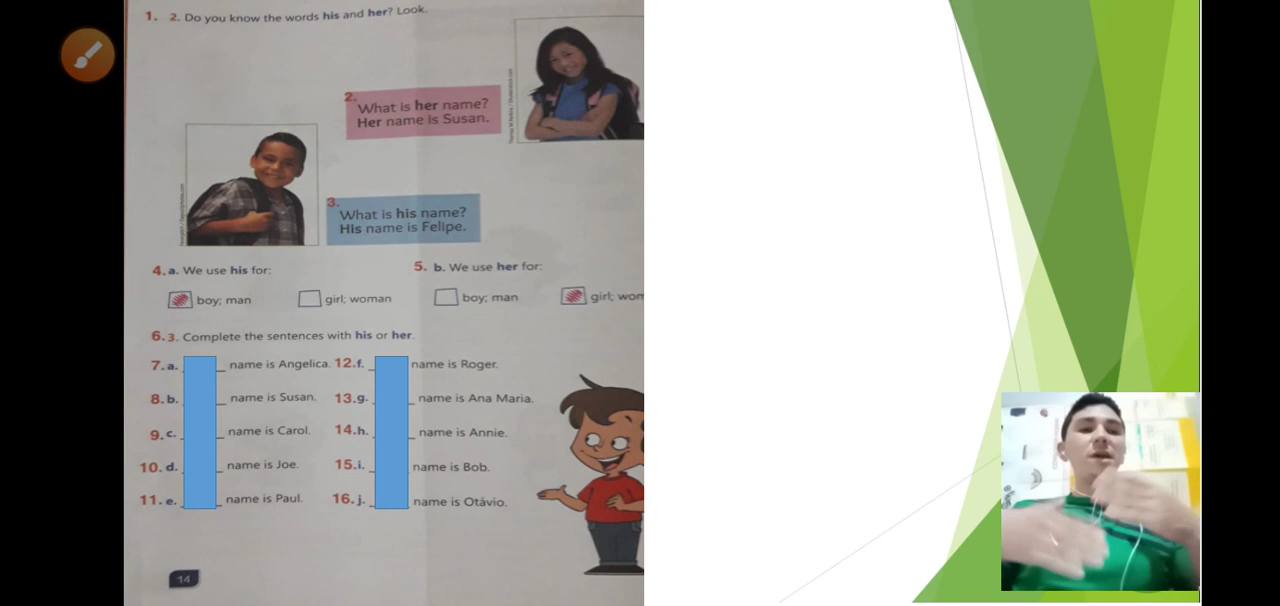 1. 2. Do you know the words his and her? Look.
2.
What is her name?
Her name is Susan.
3.
What is his name?
His name is Felipe.
4. a. We use his for:
boy; man
girl; woman
5. b. We use her for:
boy; man
girl; wom
6. 3. Complete the sentences with his or her.
7. a. _ name is Angelica.
8. b. _ name is Susan.
9. c. _ name is Carol.
10. d. _ name is Joe.
11. e. _ name is Paul.
12. f. _ name is Roger.
13. g. _ name is Ana Maria.
14. h. _ name is Annie.
15. i. _ name is Bob.
16. j. _ name is Otávio.
14